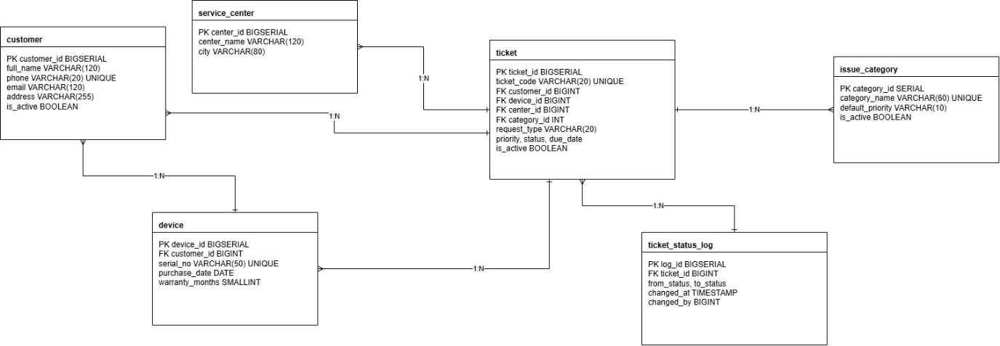 service_center
PK center_id BIGSERIAL
center_name VARCHAR(120)
city VARCHAR(80)
customer
PK customer_id BIGSERIAL
full_name VARCHAR(120)
phone VARCHAR(20) UNIQUE
email VARCHAR(120)
address VARCHAR(255)
is_active BOOLEAN
ticket
PK ticket_id BIGSERIAL
ticket_code VARCHAR(20) UNIQUE
FK customer_id BIGINT
FK device_id BIGINT
FK center_id BIGINT
FK category_id INT
request_type VARCHAR(20)
priority, status, due_date
is_active BOOLEAN
issue_category
PK category_id SERIAL
category_name VARCHAR(60) UNIQUE
default_priority VARCHAR(10)
is_active BOOLEAN
1:N
1:N
1:N
1:N
1:N
1:N
device
PK device_id BIGSERIAL
FK customer_id BIGINT
serial_no VARCHAR(50) UNIQUE
purchase_date DATE
warranty_months SMALLINT
ticket_status_log
PK log_id BIGSERIAL
FK ticket_id BIGINT
from_status, to_status
changed_at TIMESTAMP
changed_by BIGINT